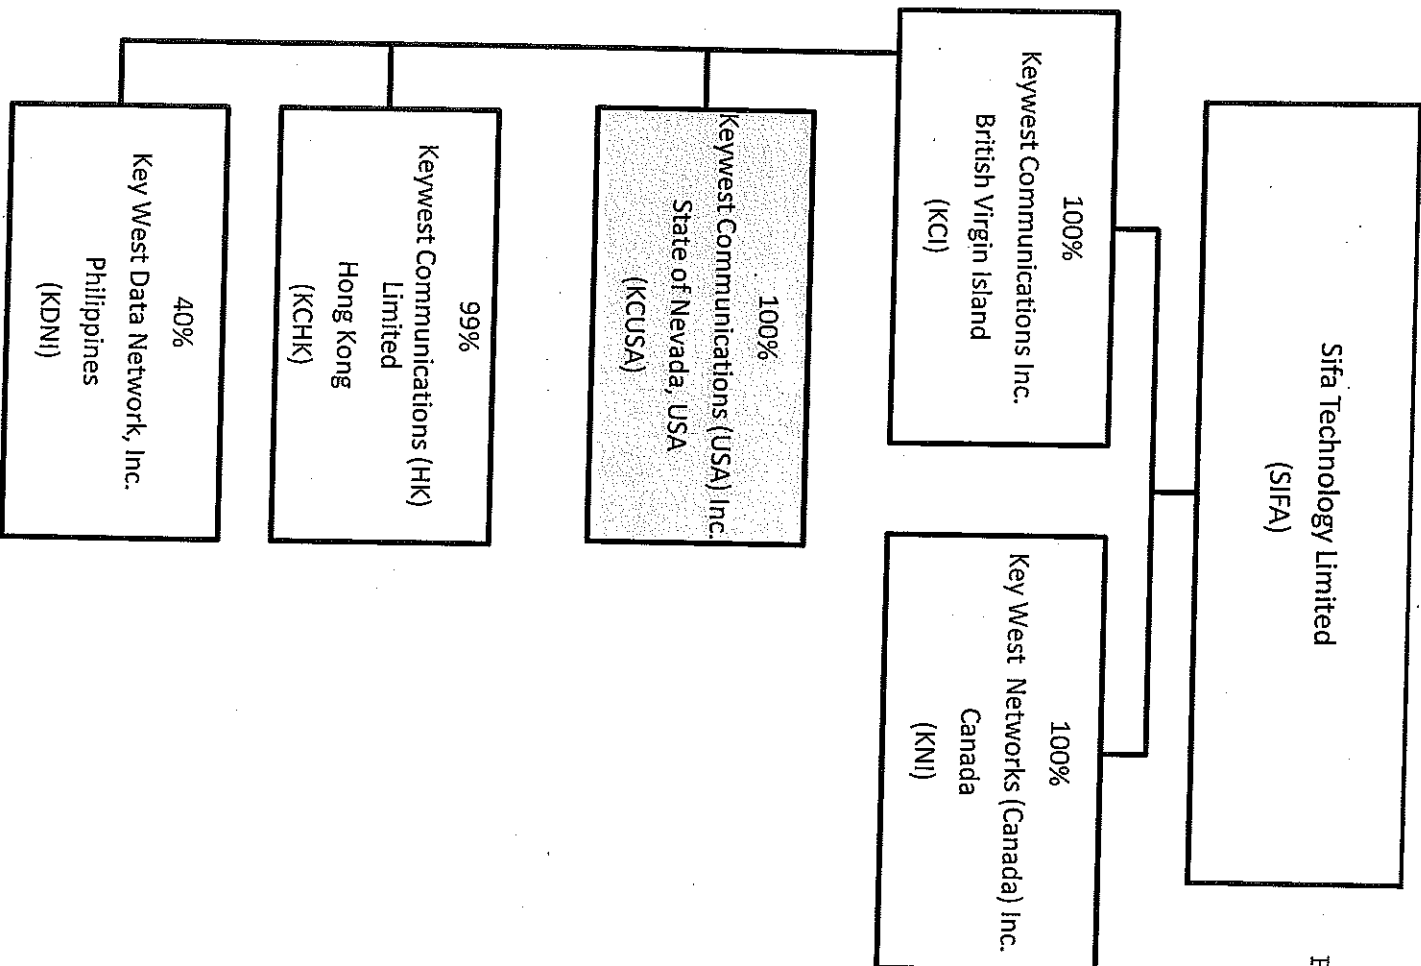 Sifa Technology Limited
(SIFA)
100%
Keywest Communications Inc.
British Virgin Island
(KCI)
100%
Key West Networks (Canada) Inc.
Canada
(KNI)
100%
Keywest Communications (USA) Inc.
State of Nevada, USA
(KCUSA)
99%
Keywest Communications (HK)
Limited
Hong Kong
(KCHK)
40%
Key West Data Network, Inc.
Philippines
(KDNI)